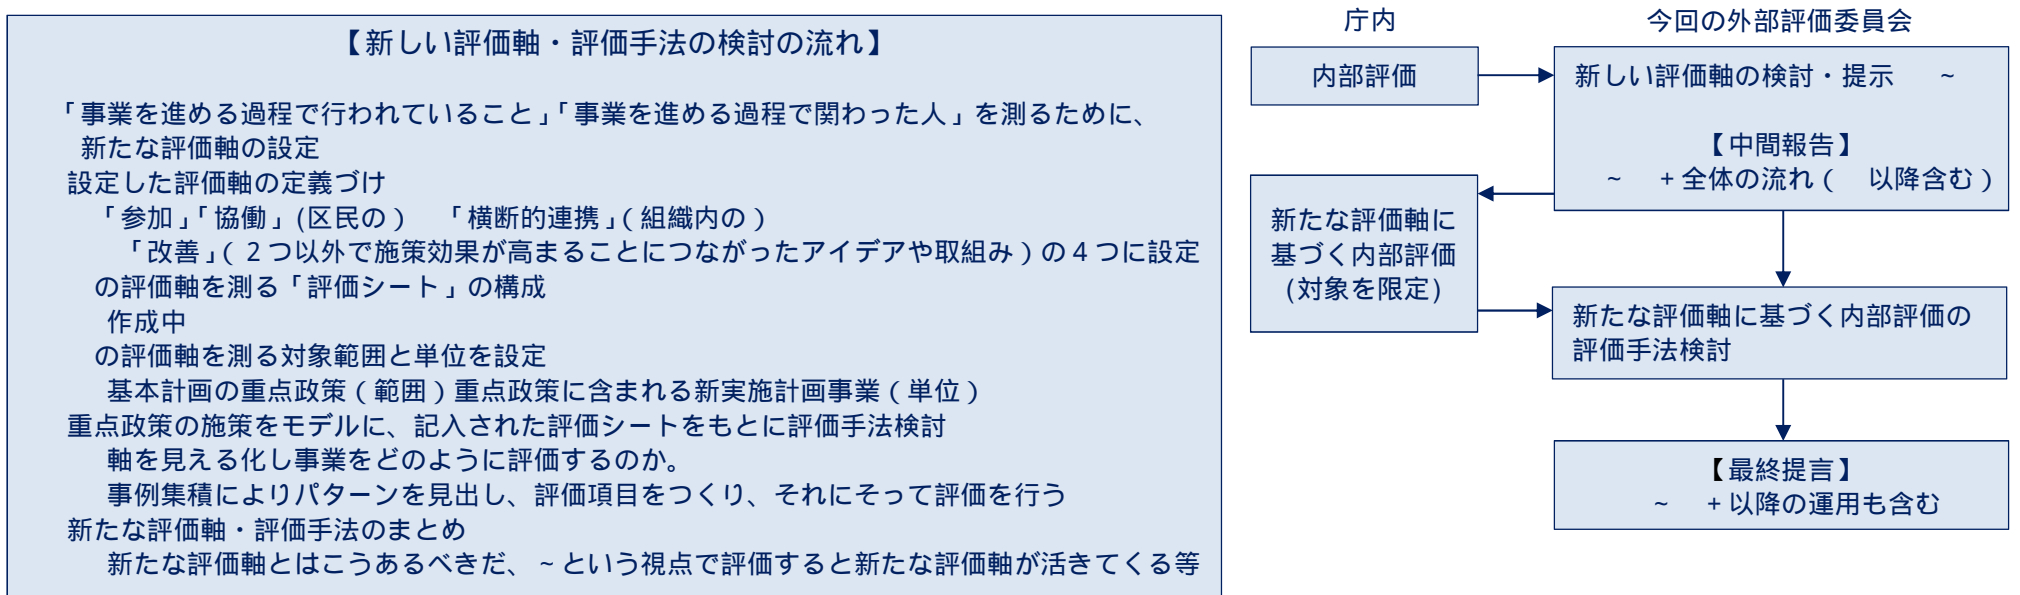 【新しい評価軸・評価手法の検討の流れ】
「事業を進める過程で行われていること」「事業を進める過程で関わった人」を測るために、
新たな評価軸の設定
設定した評価軸の定義づけ
「参加」「協働」(区民の) 「横断的連携」(組織内の)
「改善」(2つ以外で施策効果が高まることにつながったアイデアや取組み)の4つに設定
の評価軸を測る「評価シート」の構成
作成中
の評価軸を測る対象範囲と単位を設定
基本計画の重点政策(範囲)重点政策に含まれる新実施計画事業(単位)
重点政策の施策をモデルに、記入された評価シートをもとに評価手法検討
軸を見える化し事業をどのように評価するのか。
事例集積によりパターンを見出し、評価項目をつくり、それにそって評価を行う
新たな評価軸・評価手法のまとめ
新たな評価軸とはこうあるべきだ、~という視点で評価すると新たな評価軸が活きてくる等
庁内
内部評価
新たな評価軸に
基づく内部評価
(対象を限定)
今回の外部評価委員会
新しい評価軸の検討・提示 ~
【中間報告】
~ +全体の流れ( 以降含む)
新たな評価軸に基づく内部評価の
評価手法検討
【最終提言】
~ +以降の運用も含む